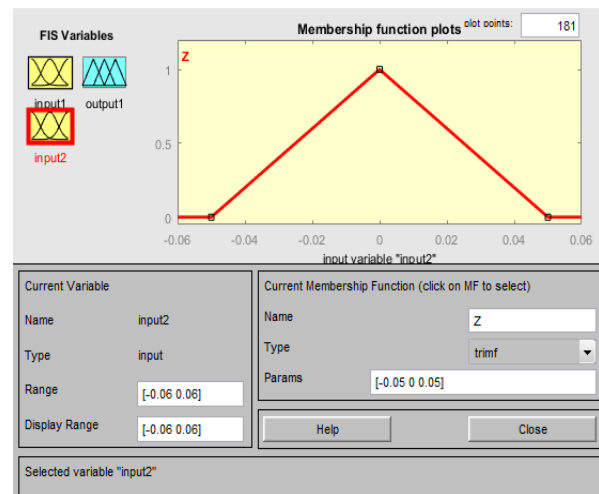 FIS Variables
Membership function plots
plot points:
181
input1
output1
input2
Z
1
0.5
0
-0.06
-0.04
-0.02
0
0.02
0.04
0.06
input variable "input2"
Current Variable
Name
input2
Type
input
Range
[-0.06 0.06]
Display Range
[-0.06 0.06]
Current Membership Function (click on MF to select)
Name
Z
Type
trimf
Params
[-0.05 0 0.05]
Help
Close
Selected variable "input2"